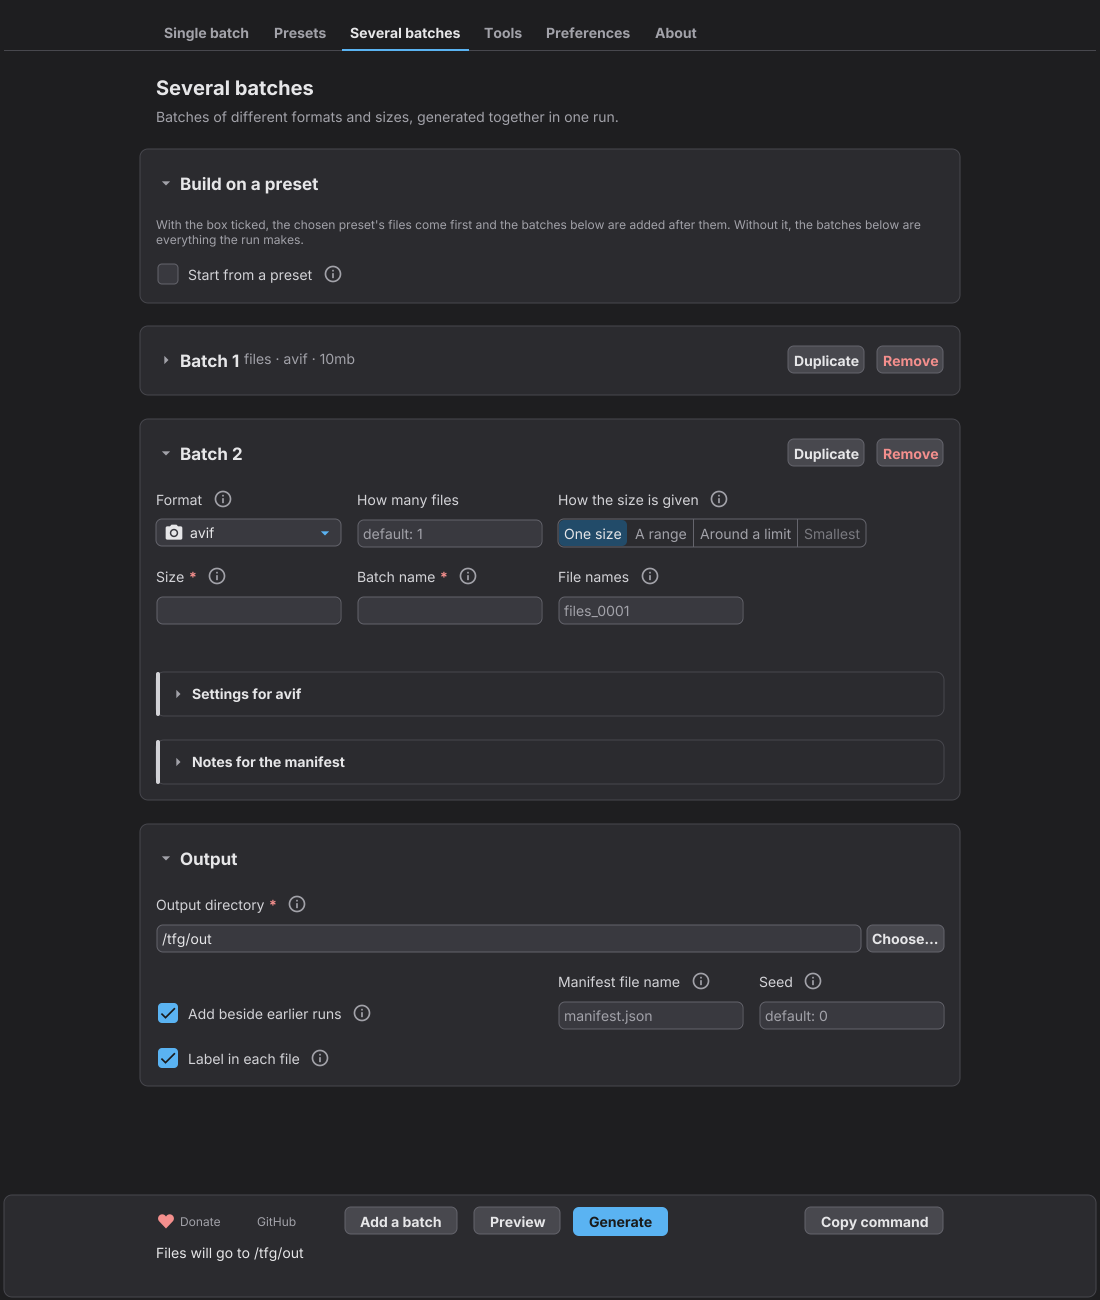 Single batch Presets Several batches Tools Preferences About
Several batches
Batches of different formats and sizes, generated together in one run.
Build on a preset
With the box ticked, the chosen preset's files come first and the batches below are added after them. Without it, the batches below are
everything the run makes.
Start from a preset
Batch 1 files · avif · 10mb Duplicate Remove
Batch 2 Duplicate Remove
Format How many files How the size is given
avif default: 1 One size A range Around a limit Smallest
Size * Batch name * File names
files_0001
Settings for avif
Notes for the manifest
Output
Output directory *
/tfg/out Choose...
Manifest file name Seed
Add beside earlier runs manifest.json default: 0
Label in each file
Donate GitHub Add a batch Preview Generate Copy command
Files will go to /tfg/out